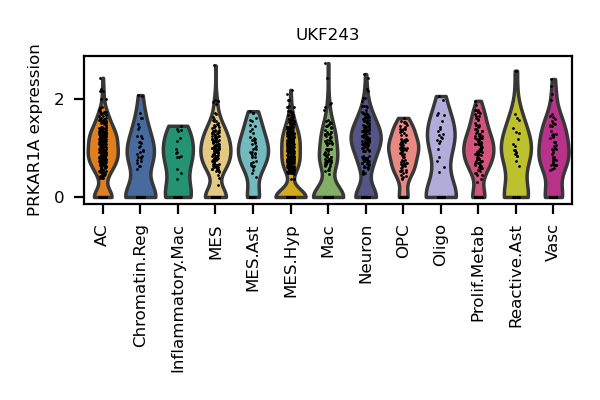 UKF243
PRKAR1A expression
2
0
AC
Chromatin.Reg
Inflammatory.Mac
MES
MES.Ast
MES.Hyp
Mac
Neuron
OPC
Oligo
Prolif.Metab
Reactive.Ast
Vasc